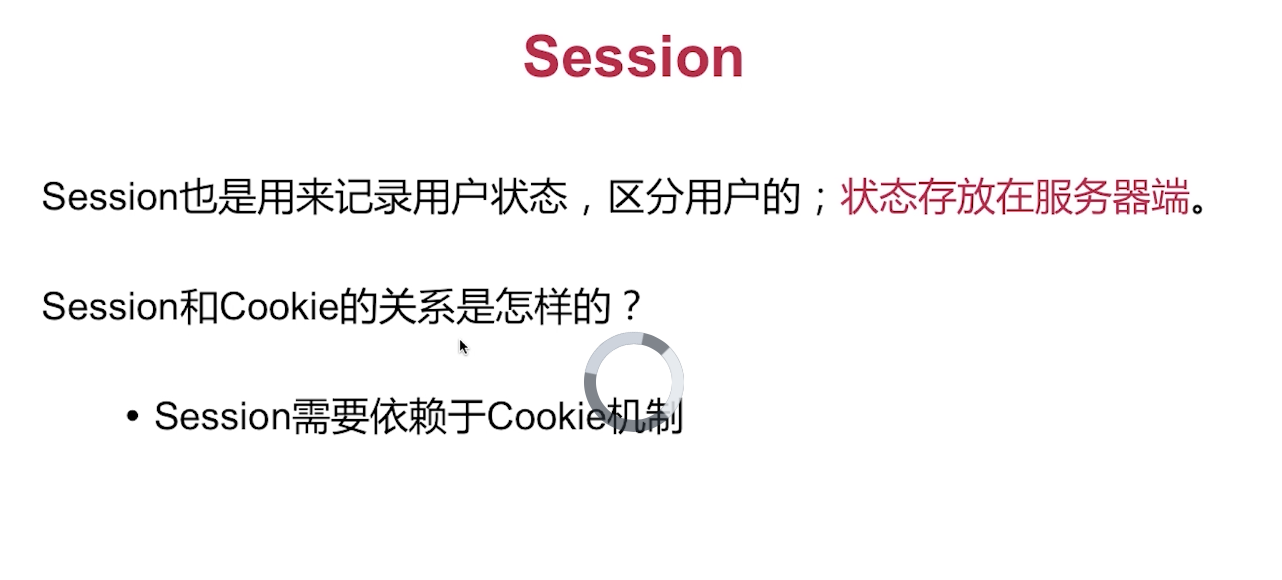 Session
Session也是用来记录用户状态，区分用户的；状态存放在服务器端。
Session和Cookie的关系是怎样的？
• Session需要依赖于Cookie机制